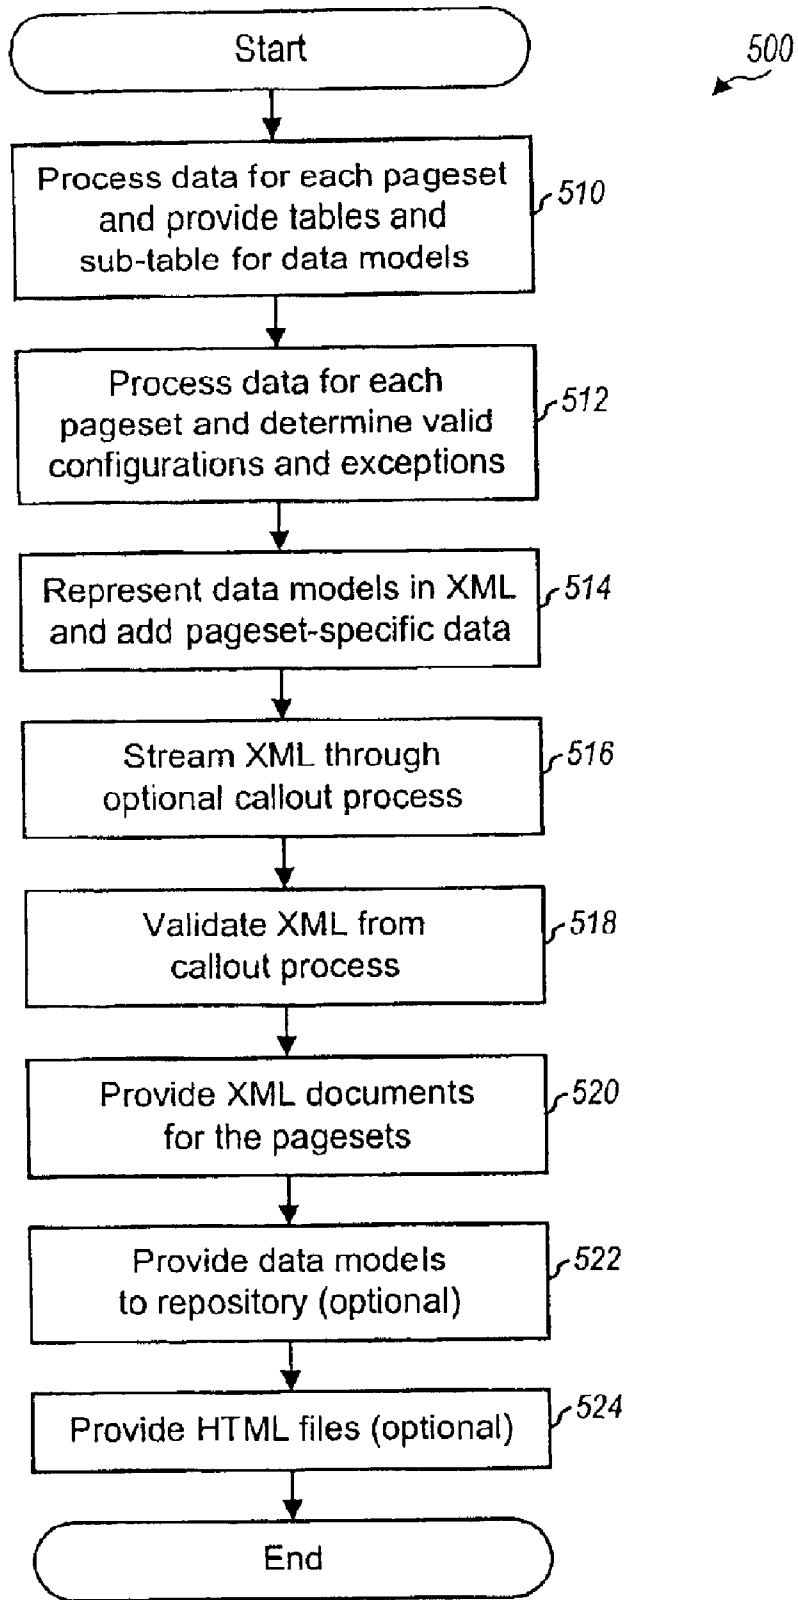 Start
500
Process data for each pageset
and provide tables and
sub-table for data models
510
Process data for each
pageset and determine valid
configurations and exceptions
512
Represent data models in XML
and add pageset-specific data
514
Stream XML through
optional callout process
516
Validate XML from
callout process
518
Provide XML documents
for the pagesets
520
Provide data models
to repository (optional)
522
Provide HTML files (optional)
524
End